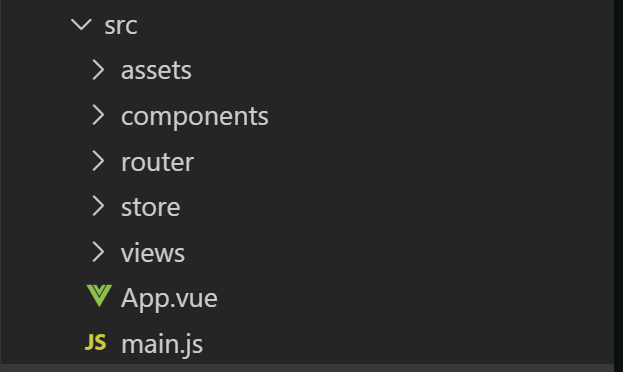 src
assets
components
router
store
views
App.vue
JS main.js